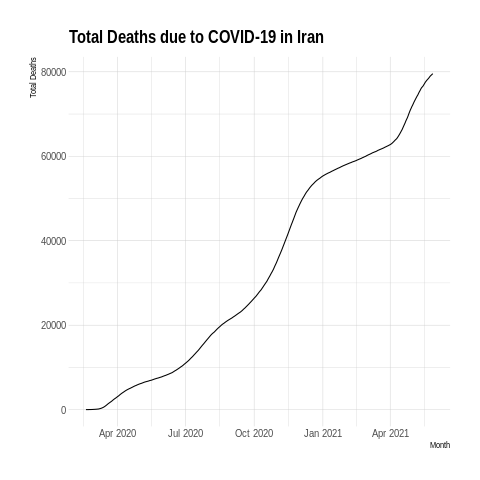 Total Deaths due to COVID-19 in Iran
Total Deaths
80000
60000
40000
20000
0
Apr 2020 Jul 2020 Oct 2020 Jan 2021 Apr 2021
Month